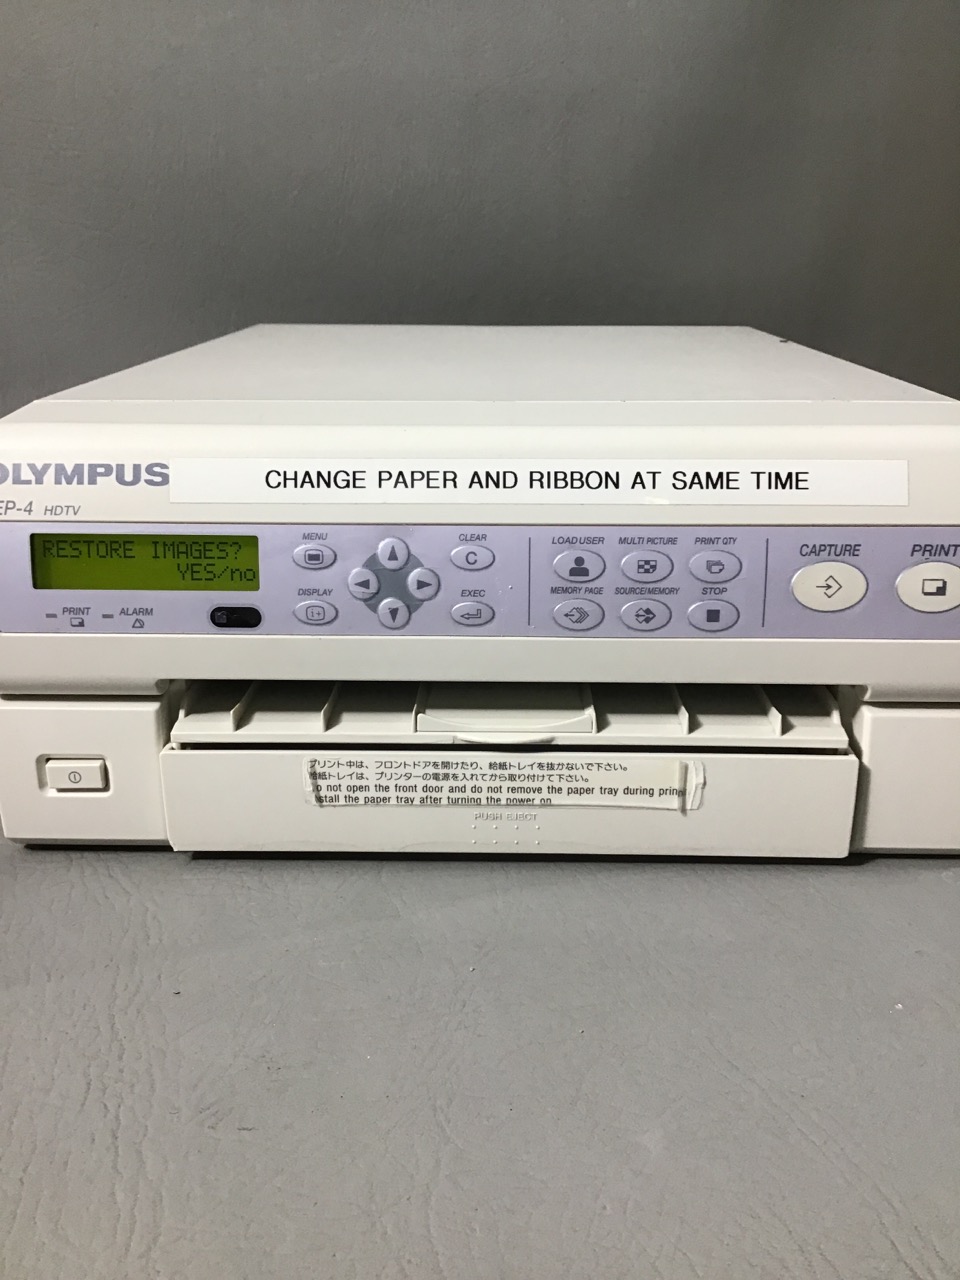 OLYMPUS
CHANGE PAPER AND RIBBON AT SAME TIME
EP-4 HDTV
RESTORE IMAGES?
YES/no
PRINT
ALARM
MENU
CLEAR
C
DISPLAY
i+
EXEC
LOAD USER
MULTI PICTURE
PRINT QTY
MEMORY PAGE
SOURCE/MEMORY
STOP
CAPTURE
PRINT
プリント中は、フロントドアを開けたり、給紙トレイを抜かないで下さい。
給紙トレイは、プリンターの電源を入れてから取り付けて下さい。
o not open the front door and do not remove the paper tray during prin
stall the paper tray after turning the power on
PUSH EJECT